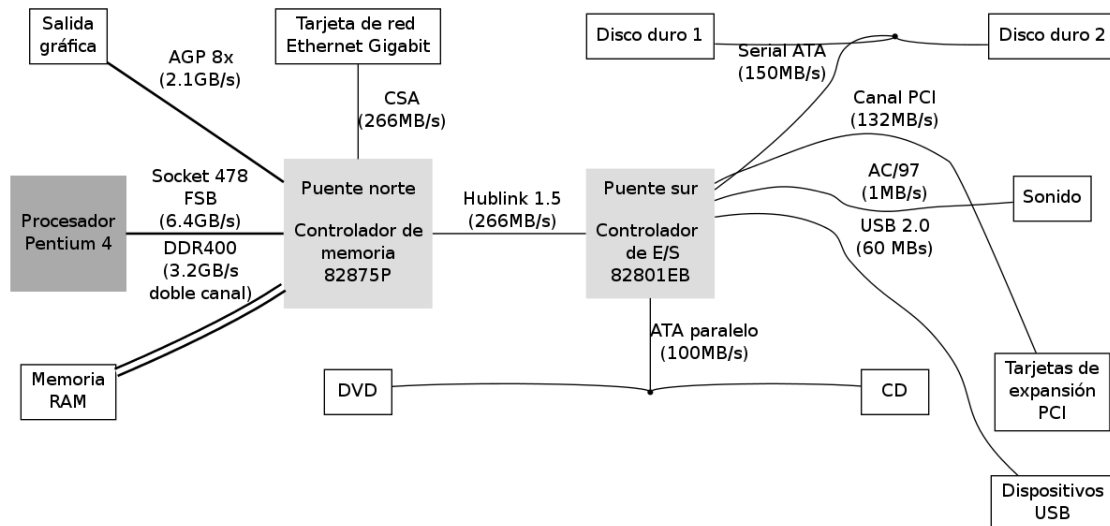 Salida
gráfica
Tarjeta de red
Ethernet Gigabit
Disco duro 1
Disco duro 2
AGP 8x
(2.1GB/s)
CSA
(266MB/s)
Serial ATA
(150MB/s)
Canal PCI
(132MB/s)
Procesador
Pentium 4
Socket 478
FSB
(6.4GB/s)
DDR400
(3.2GB/s
doble canal)
Puente norte
Controlador de
memoria
82875P
Hublink 1.5
(266MB/s)
Puente sur
Controlador
de E/S
82801EB
AC/97
(1MB/s)
Sonido
USB 2.0
(60 MBs)
ATA paralelo
(100MB/s)
Memoria
RAM
DVD
CD
Tarjetas de
expansión
PCI
Dispositivos
USB